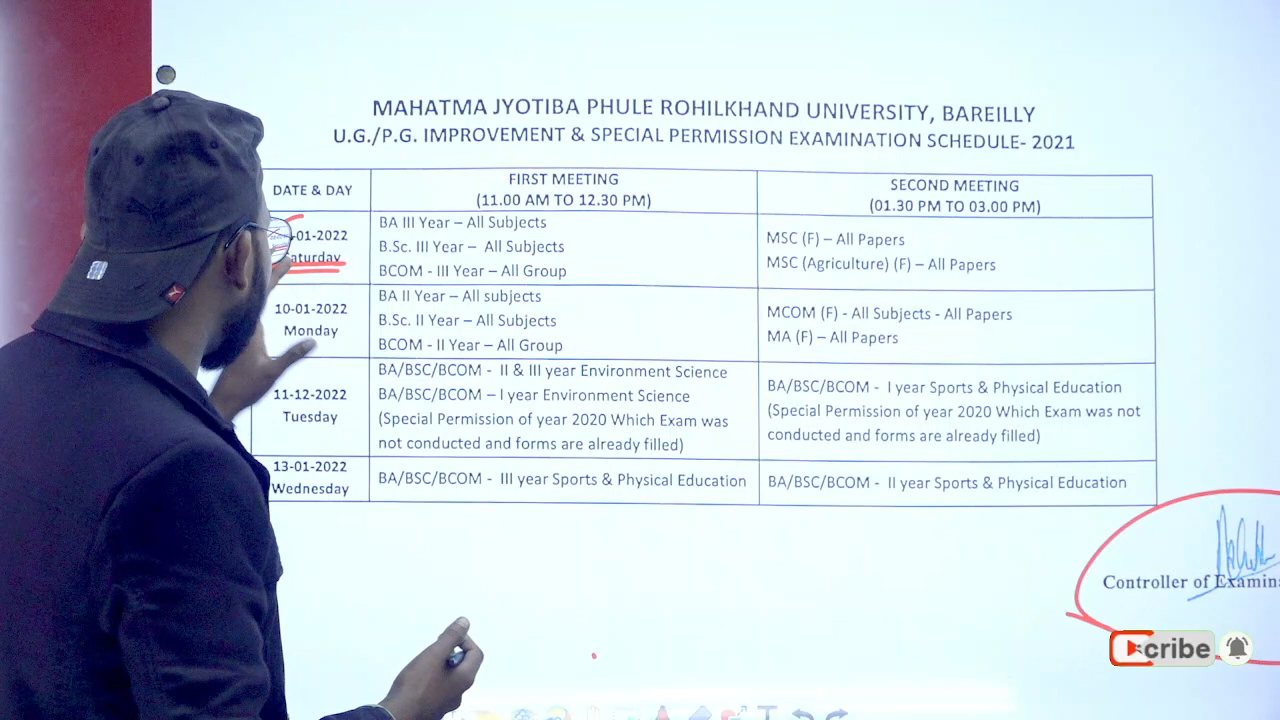 MAHATMA JYOTIBA PHULE ROHILKHAND UNIVERSITY, BAREILLY
U.G./P.G. IMPROVEMENT & SPECIAL PERMISSION EXAMINATION SCHEDULE- 2021
DATE & DAY
FIRST MEETING
(11.00 AM TO 12.30 PM)
SECOND MEETING
(01.30 PM TO 03.00 PM)
-01-2022
aturday
BA III Year – All Subjects
B.Sc. III Year – All Subjects
BCOM - III Year – All Group
MSC (F) – All Papers
MSC (Agriculture) (F) – All Papers
10-01-2022
Monday
BA II Year – All subjects
B.Sc. II Year – All Subjects
BCOM - II Year – All Group
MCOM (F) - All Subjects - All Papers
MA (F) – All Papers
11-12-2022
Tuesday
BA/BSC/BCOM - II & III year Environment Science
BA/BSC/BCOM – I year Environment Science
(Special Permission of year 2020 Which Exam was
not conducted and forms are already filled)
BA/BSC/BCOM - I year Sports & Physical Education
(Special Permission of year 2020 Which Exam was not
conducted and forms are already filled)
13-01-2022
Wednesday
BA/BSC/BCOM - III year Sports & Physical Education
BA/BSC/BCOM - II year Sports & Physical Education
Controller of Examina
cribe